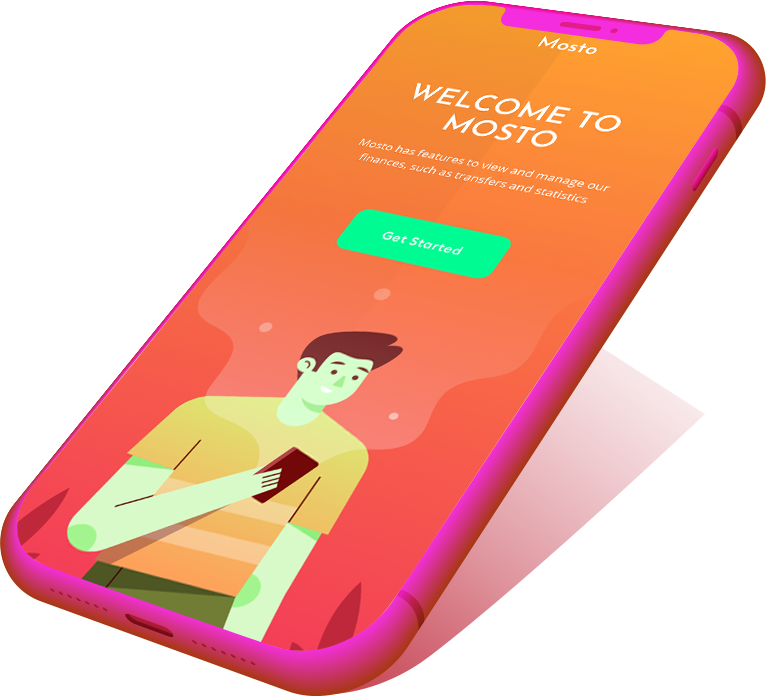 Mosto
WELCOME TO
MOSTO
Mosto has features to view and manage our
finances, such as transfers and statistics
Get Started